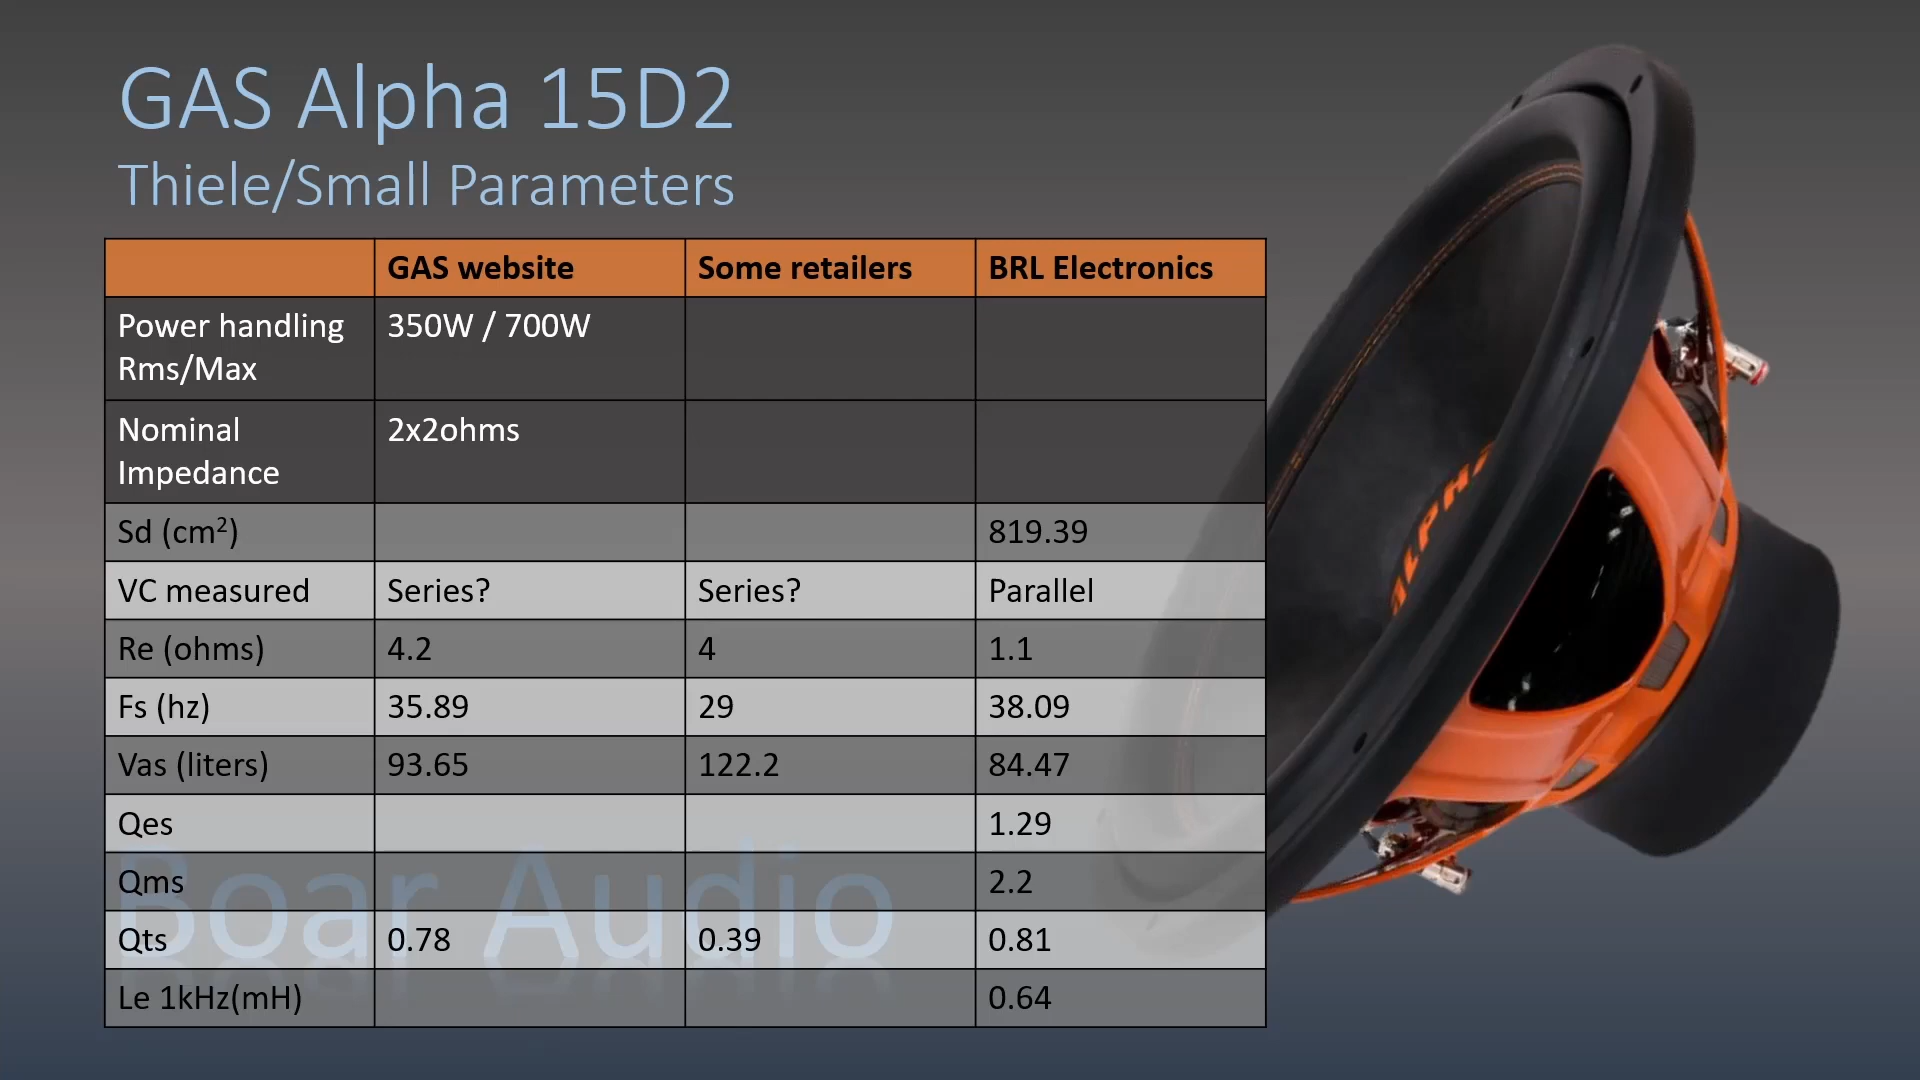 GAS Alpha 15D2
Thiele/Small Parameters
GAS website Some retailers BRL Electronics
Power handling 350W / 700W
Rms/Max
Nominal 2x2ohms
Impedance
Sd (cm²) 819.39
VC measured Series? Series? Parallel
Re (ohms) 4.2 4 1.1
Fs (hz) 35.89 29 38.09
Vas (liters) 93.65 122.2 84.47
Qes 1.29
Qms 2.2
Qts 0.78 0.39 0.81
Le 1kHz(mH) 0.64
Boar Audio
ALPHA